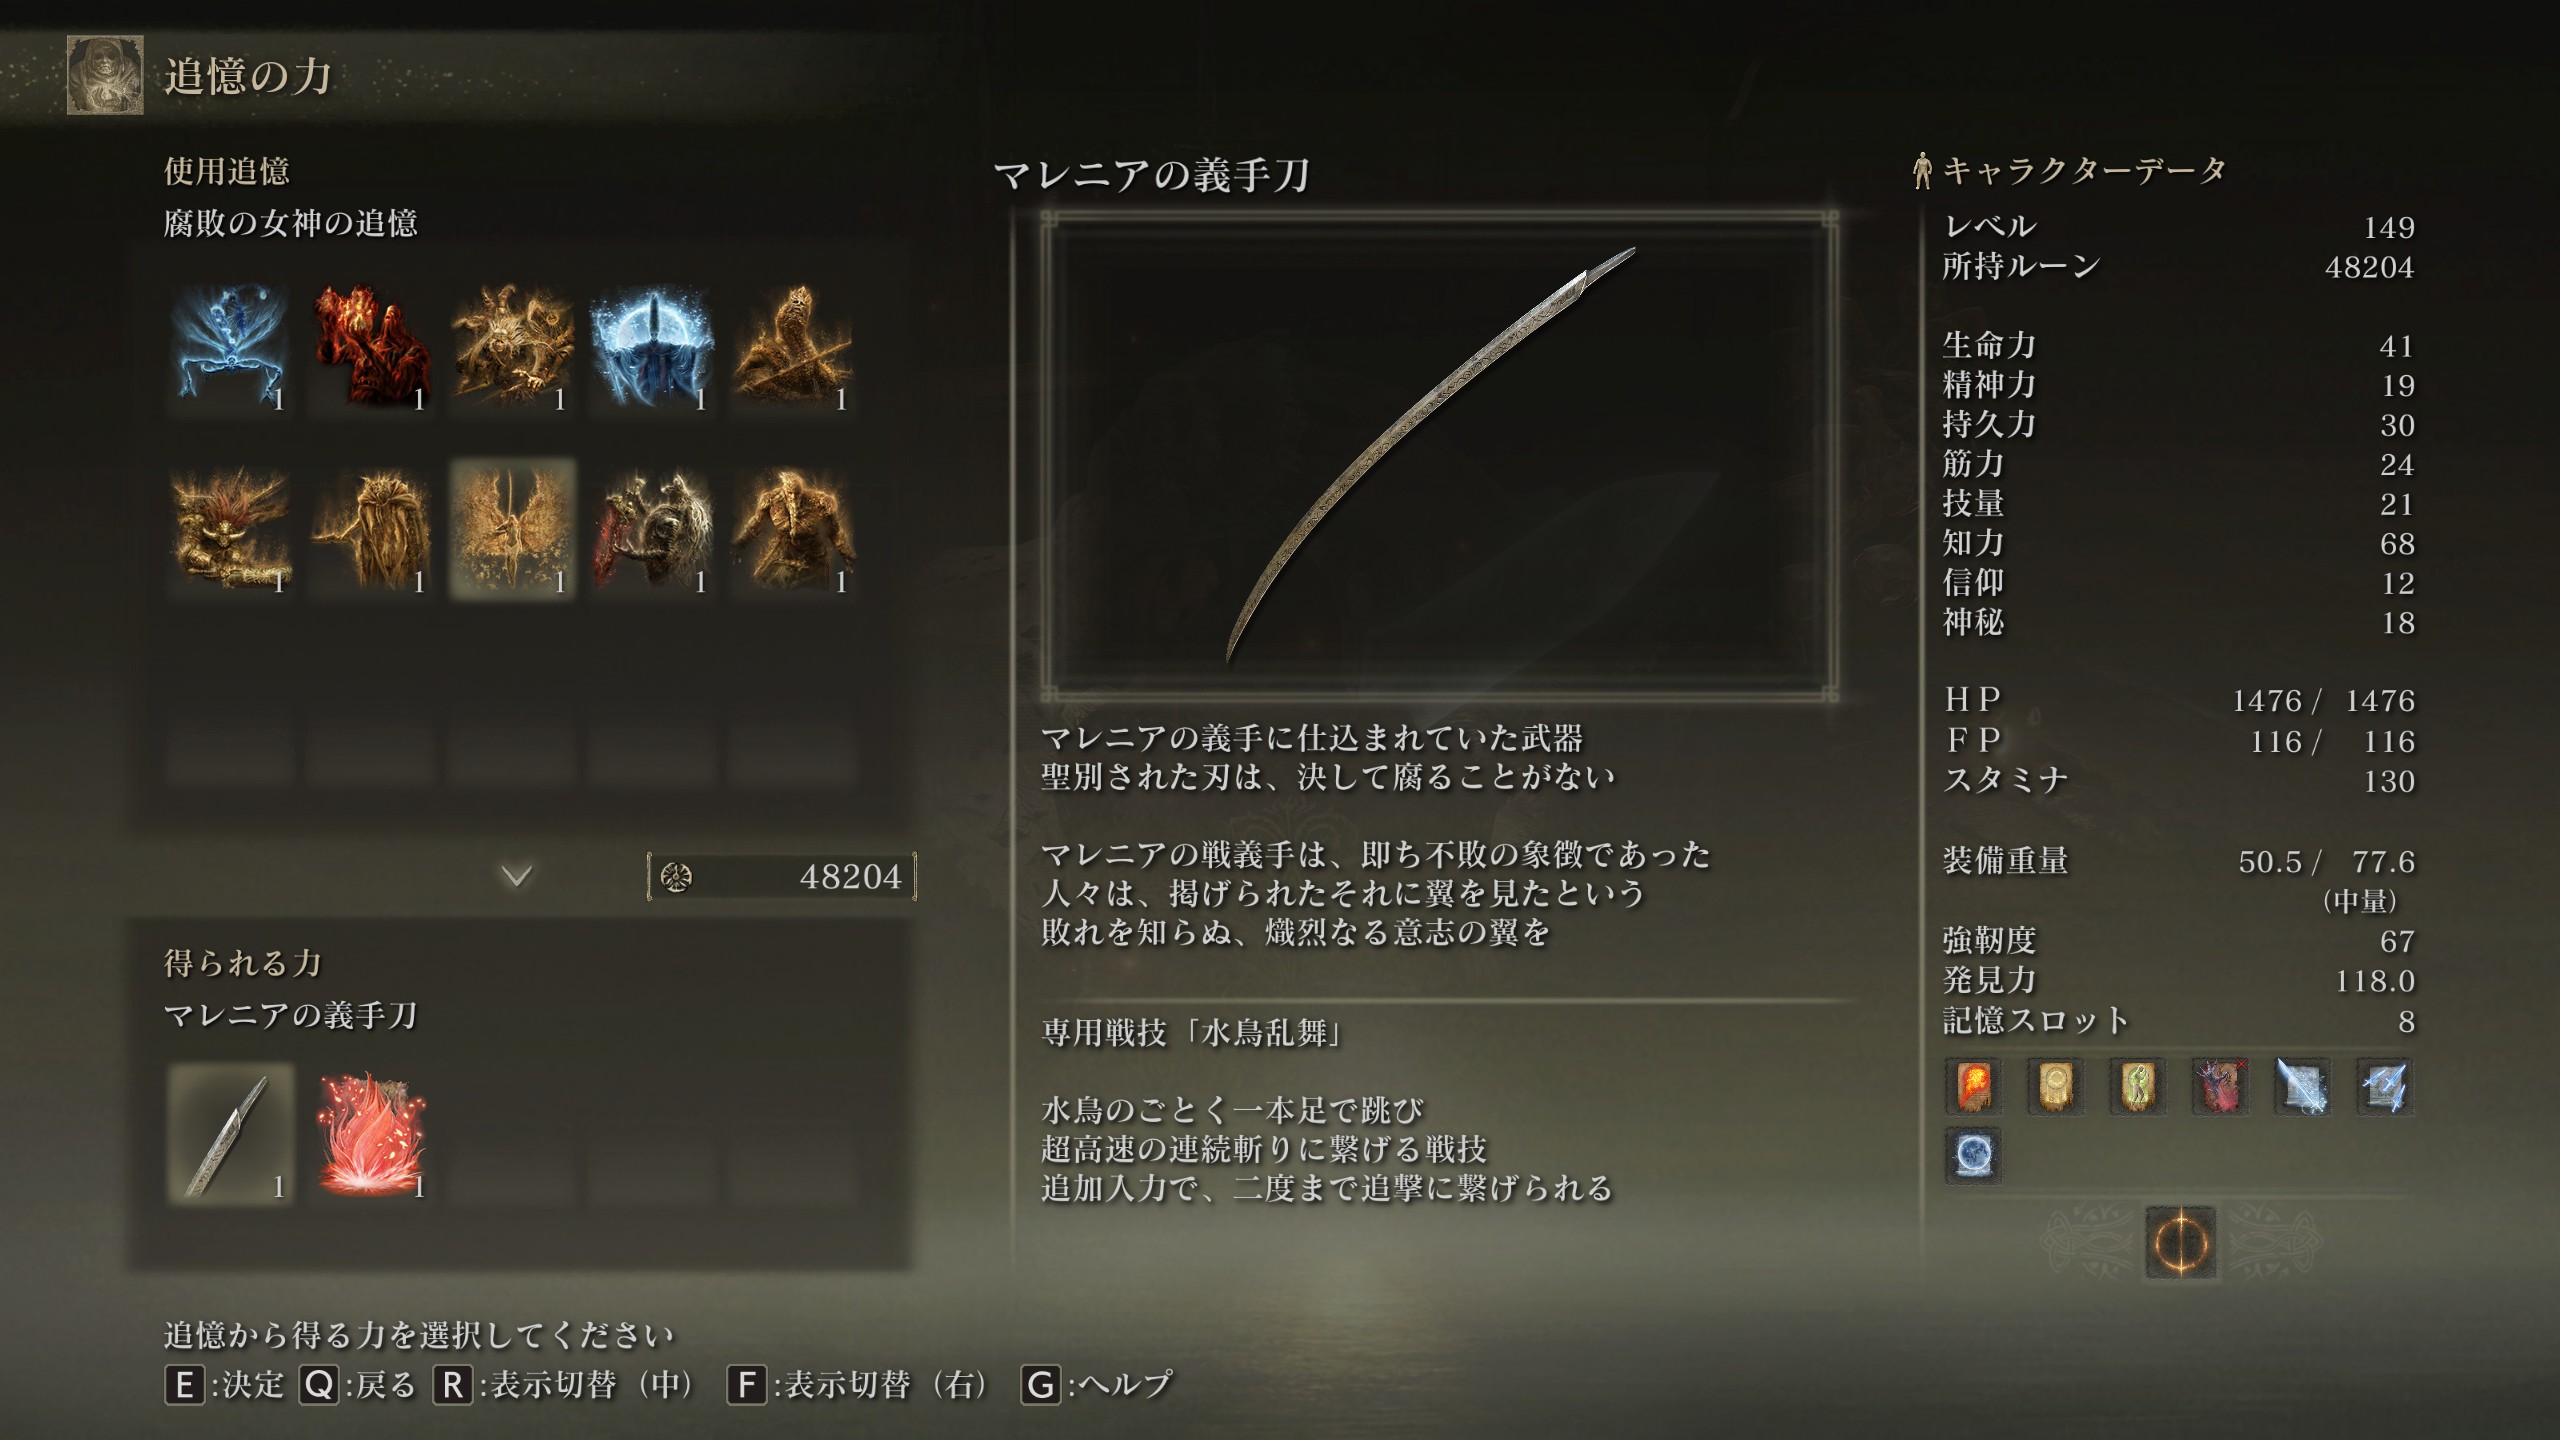 追憶の力
使用追憶
腐敗の女神の追憶
1 1 1 1 1
1 1 1 1 1
48204
得られる力
マレニアの義手刀
1 1
マレニアの義手刀
マレニアの義手に仕込まれていた武器
聖別された刃は、決して腐ることがない
マレニアの戦義手は、即ち不敗の象徴であった
人々は、掲げられたそれに翼を見たという
敗れを知らぬ、熾烈なる意志の翼を
専用戦技「水鳥乱舞」
水鳥のごとく一本足で跳び
超高速の連続斬りに繋げる戦技
追加入力で、二度まで追撃に繋げられる
キャラクターデータ
レベル 149
所持ルーン 48204
生命力 41
精神力 19
持久力 30
筋力 24
技量 21
知力 68
信仰 12
神秘 18
ＨＰ 1476 / 1476
ＦＰ 116 / 116
スタミナ 130
装備重量 50.5 / 77.6
（中量）
強靭度 67
発見力 118.0
記憶スロット 8
追憶から得る力を選択してください
E:決定 Q:戻る R:表示切替（中） F:表示切替（右） G:ヘルプ